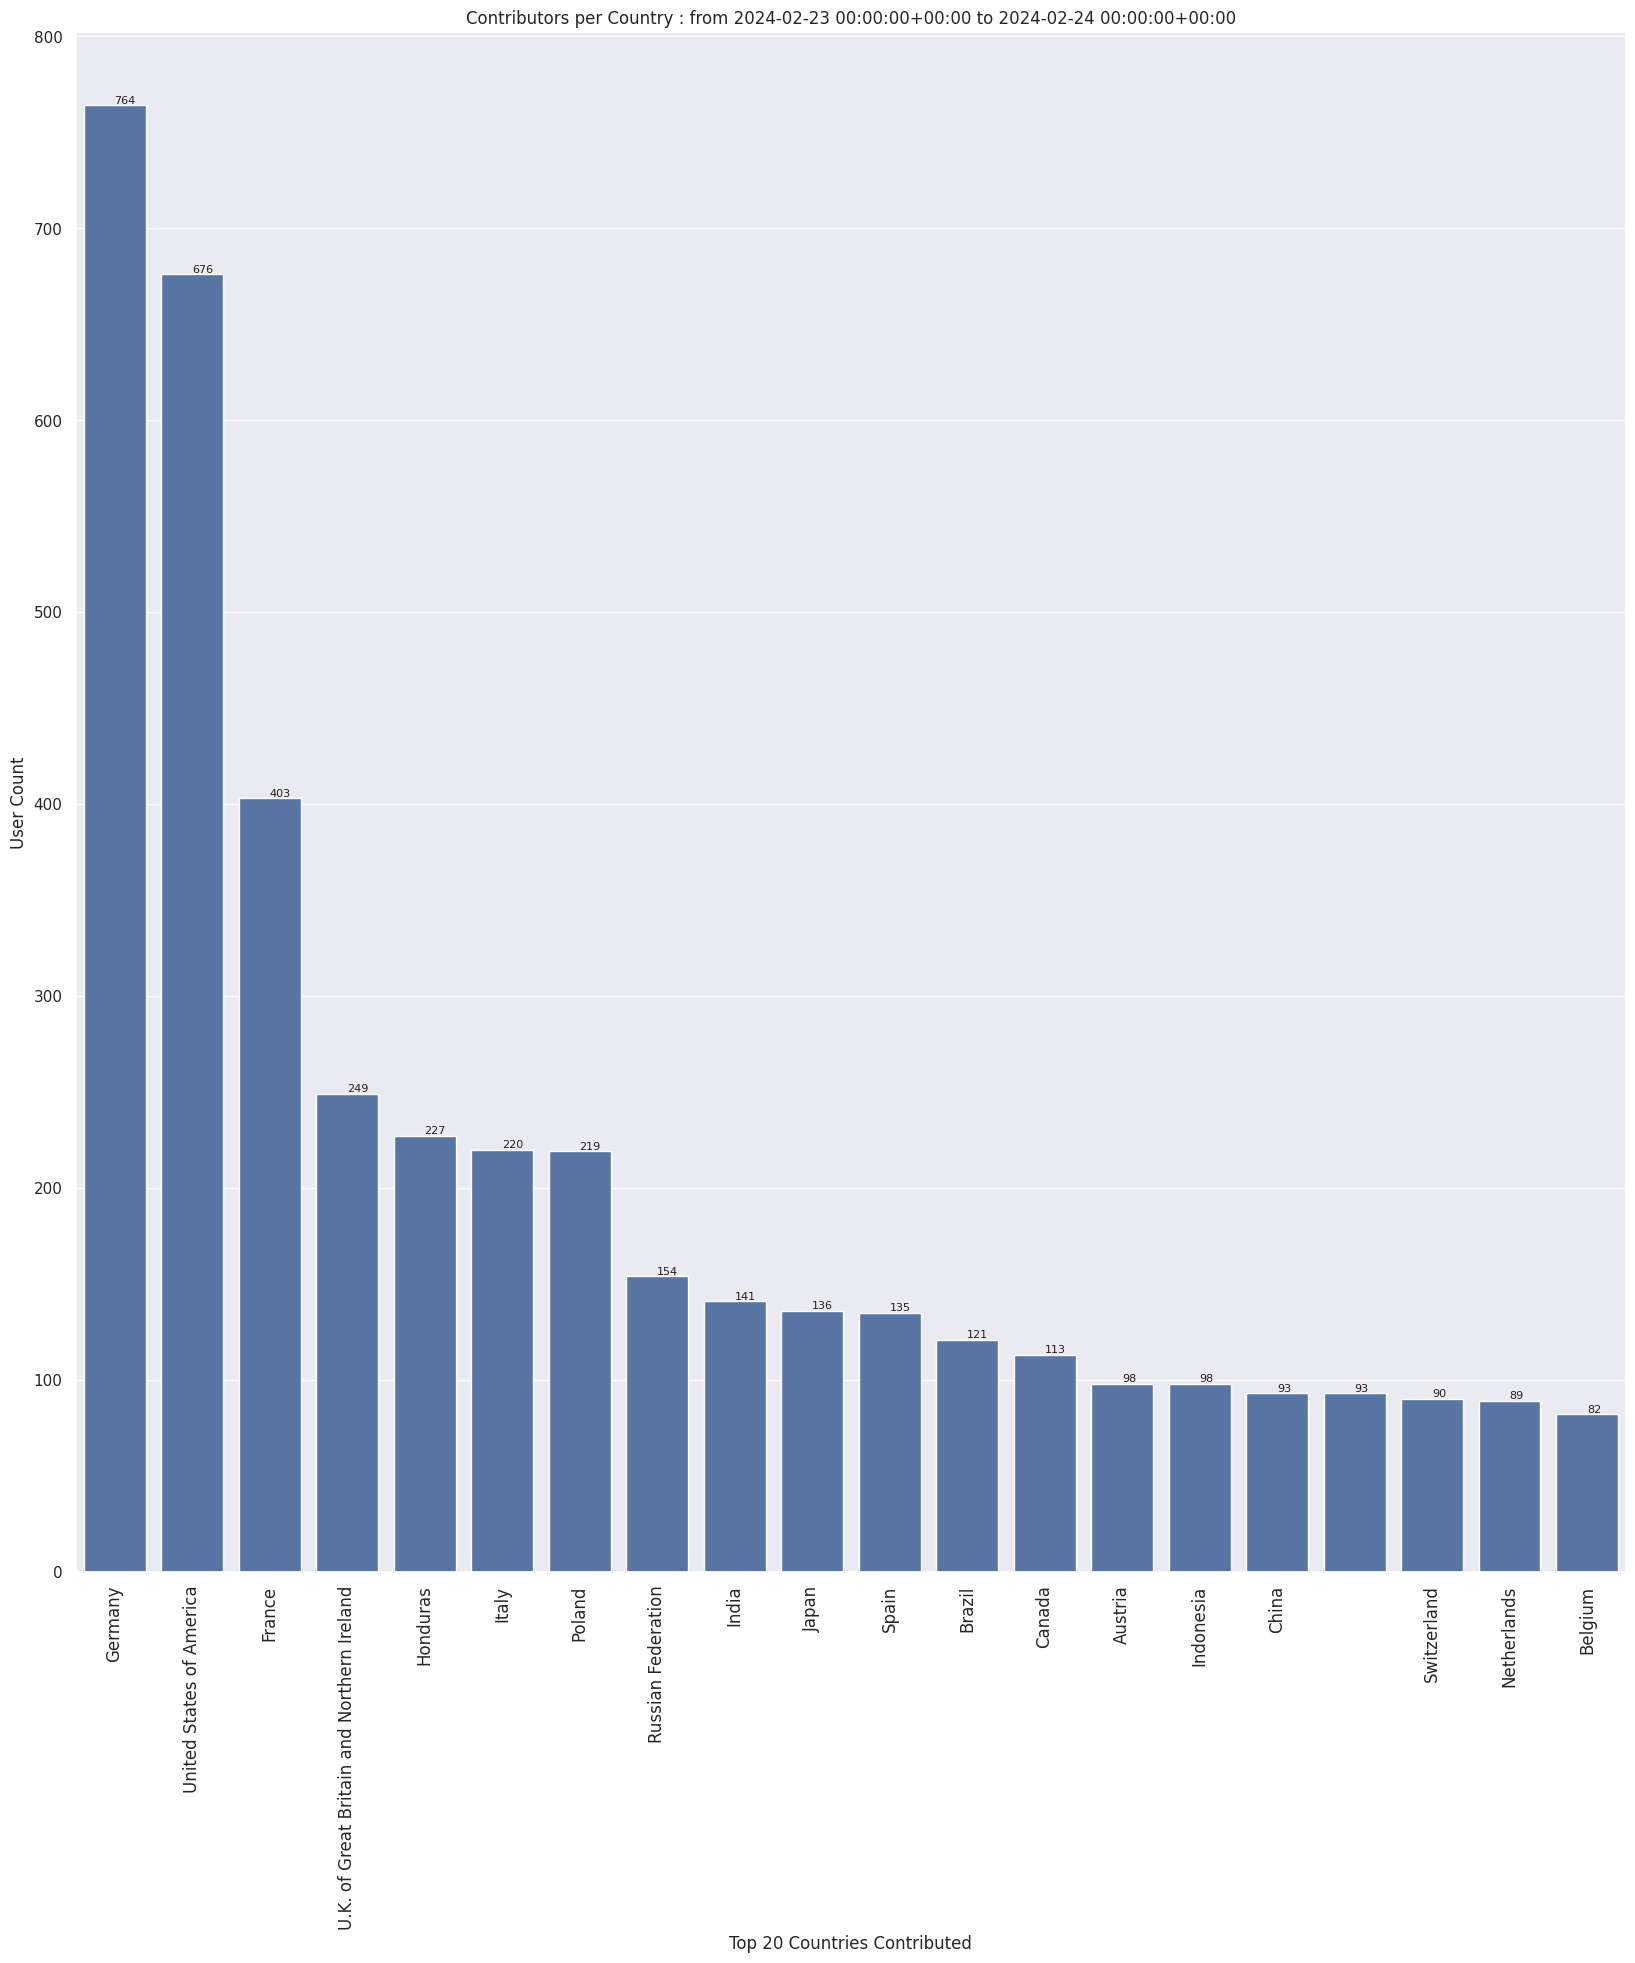 Contributors per Country : from 2024-02-23 00:00:00+00:00 to 2024-02-24 00:00:00+00:00
User Count
800
700
600
500
400
300
200
100
0
764
676
403
249
227
220
219
154
141
136
135
121
113
98
98
93
93
90
89
82
Germany
United States of America
France
U.K. of Great Britain and Northern Ireland
Honduras
Italy
Poland
Russian Federation
India
Japan
Spain
Brazil
Canada
Austria
Indonesia
China
Switzerland
Netherlands
Belgium
Top 20 Countries Contributed